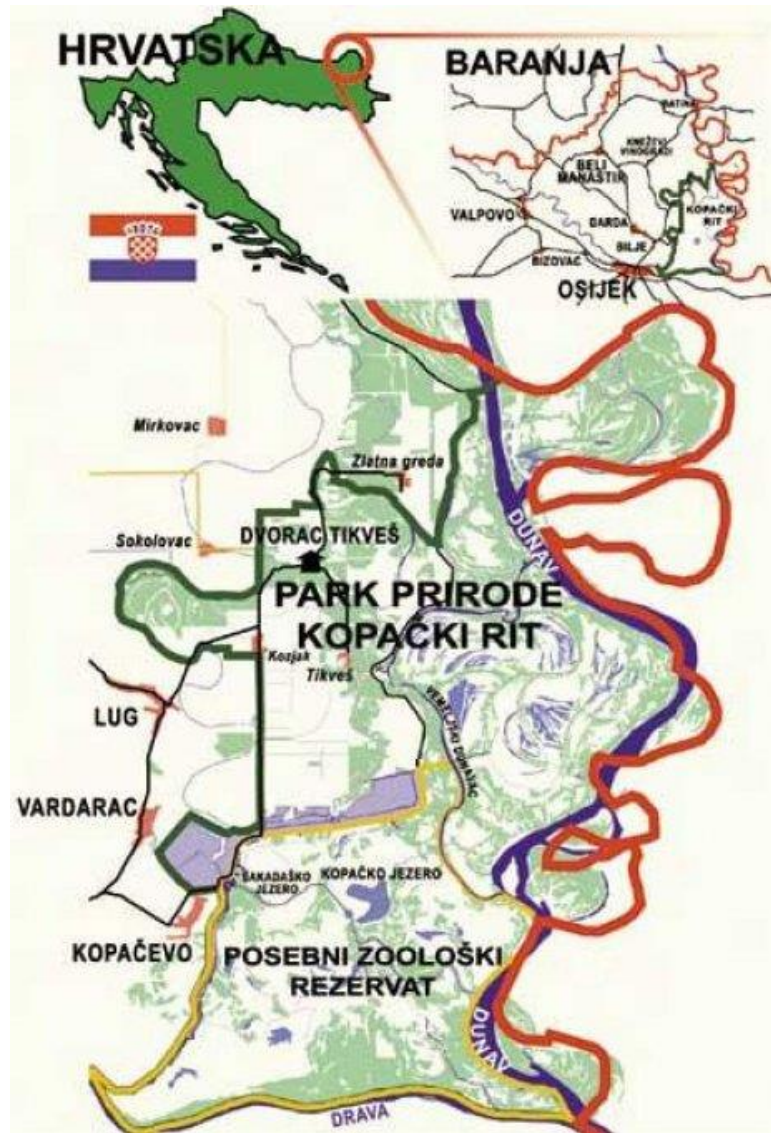 HRVATSKA
BARANJA
BATINA
KNEŽEVI
VINOGRADI
BELI
MANASTIR
KOPAČKI
RIT
VALPOVO
DARDA
BILJE
BIZOVAC
OSIJEK
Mirkovac
Zlatna greda
DUNAV
Sokolovac
DVORAC TIKVEŠ
PARK PRIRODE
KOPAČKI RIT
Kozjak
Tikveš
LUG
VEMELJSKI DUNAVAC
VARDARAC
SAKADAŠKO
JEZERO
KOPAČKO JEZERO
KOPAČEVO
POSEBNI ZOOLOŠKI
REZERVAT
DUNAV
DRAVA